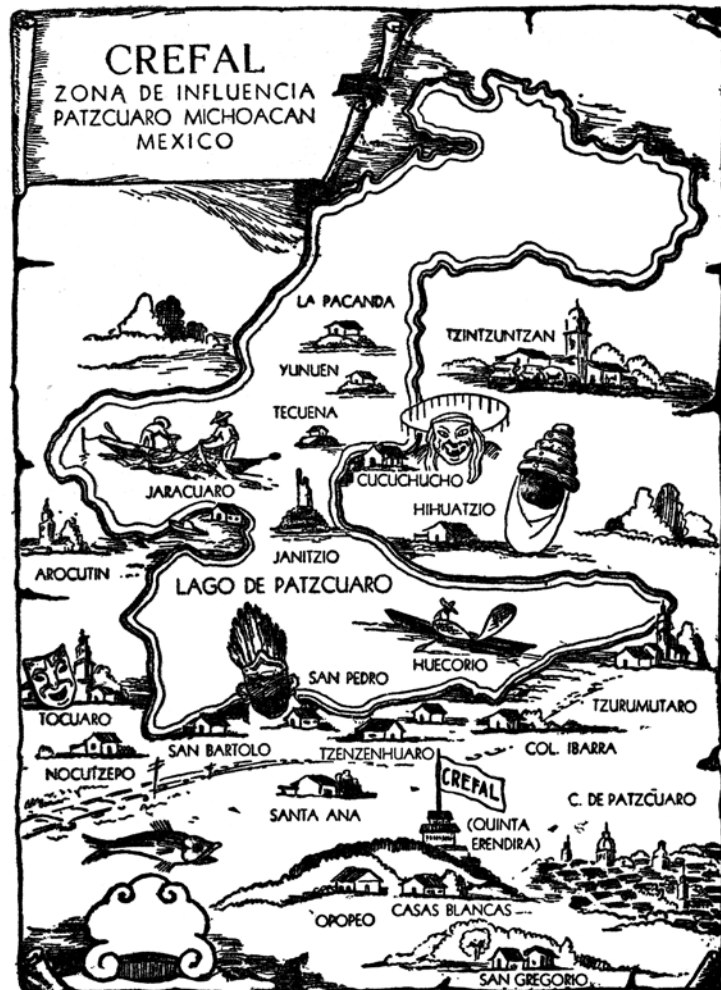 CREFAL
ZONA DE INFLUENCIA
PATZCUARO MICHOACAN
MEXICO
LA PACANDA
TZINTZUNTZAN
YUNUEN
TECUENA
CUCUCHUCHO
JARACUARO
HIHUATZIO
JANITZIO
AROCUTIN
LAGO DE PATZCUARO
HUECORIO
SAN PEDRO
TZURUMUTARO
TOCUARO
SAN BARTOLO
TZENZENHUARO
COL. IBARRA
NOCUTZEPO
CREFAL
SANTA ANA
C. DE PATZCUARO
(QUINTA
ERENDIRA)
OPOPEO
CASAS BLANCAS
SAN GREGORIO